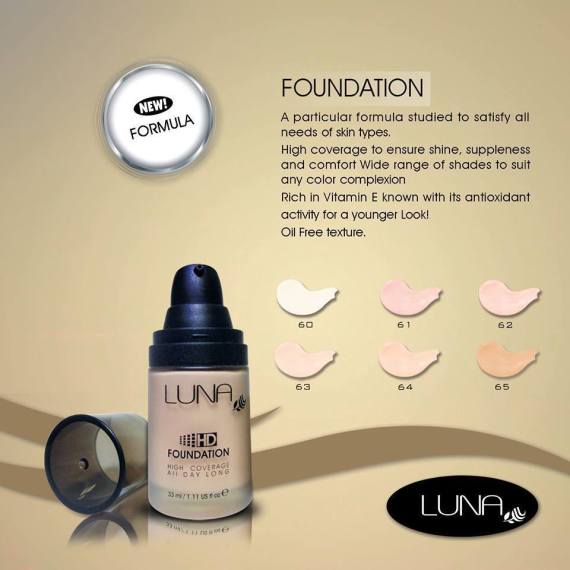 NEW!
FORMULA
FOUNDATION
A particular formula studied to satisfy all
needs of skin types.
High coverage to ensure shine, suppleness
and comfort Wide range of shades to suit
any color complexion
Rich in Vitamin E known with its antioxidant
activity for a younger Look!
Oil Free texture.
60 61 62
63 64 65
LUNA
HD
FOUNDATION
HIGH COVERAGE
All DAY LONG
33 ml / 1.11 US fl oz ℮
LUNA